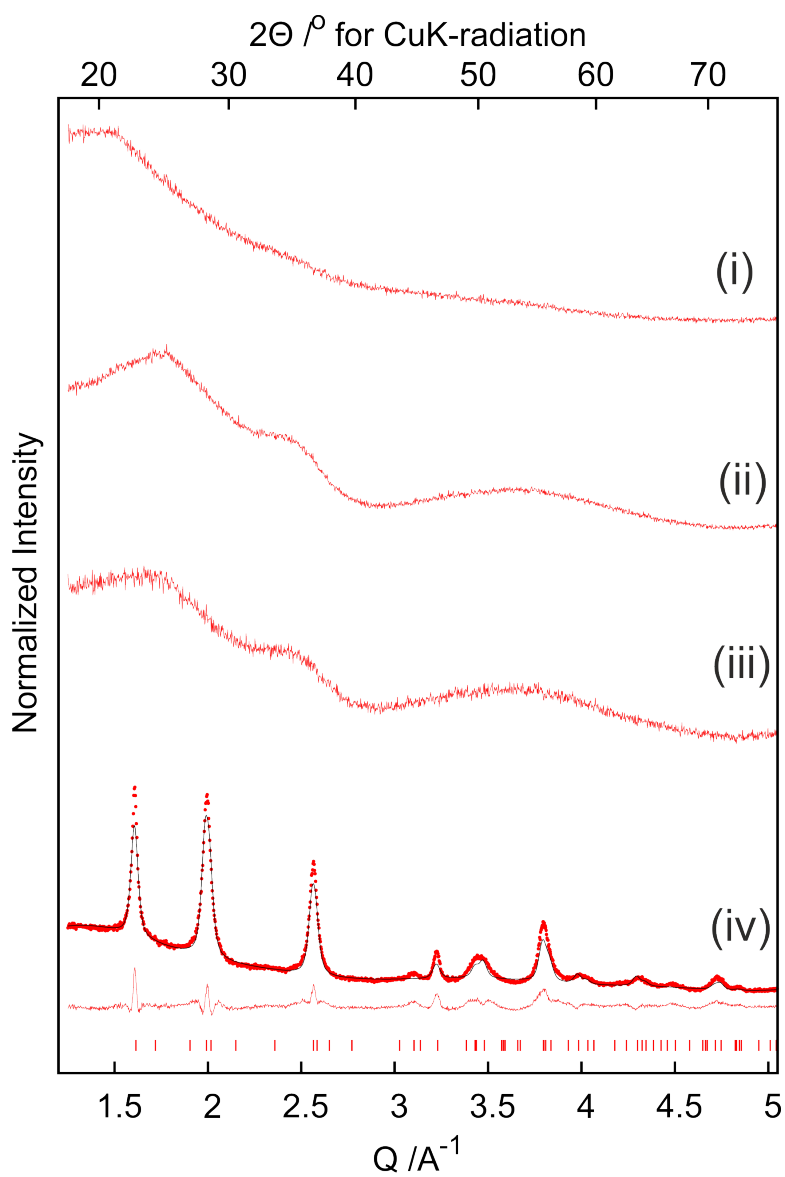 2Θ /º for CuK-radiation
20 30 40 50 60 70
(i)
(ii)
(iii)
(iv)
Normalized Intensity
1.5 2 2.5 3 3.5 4 4.5 5
Q /A⁻¹